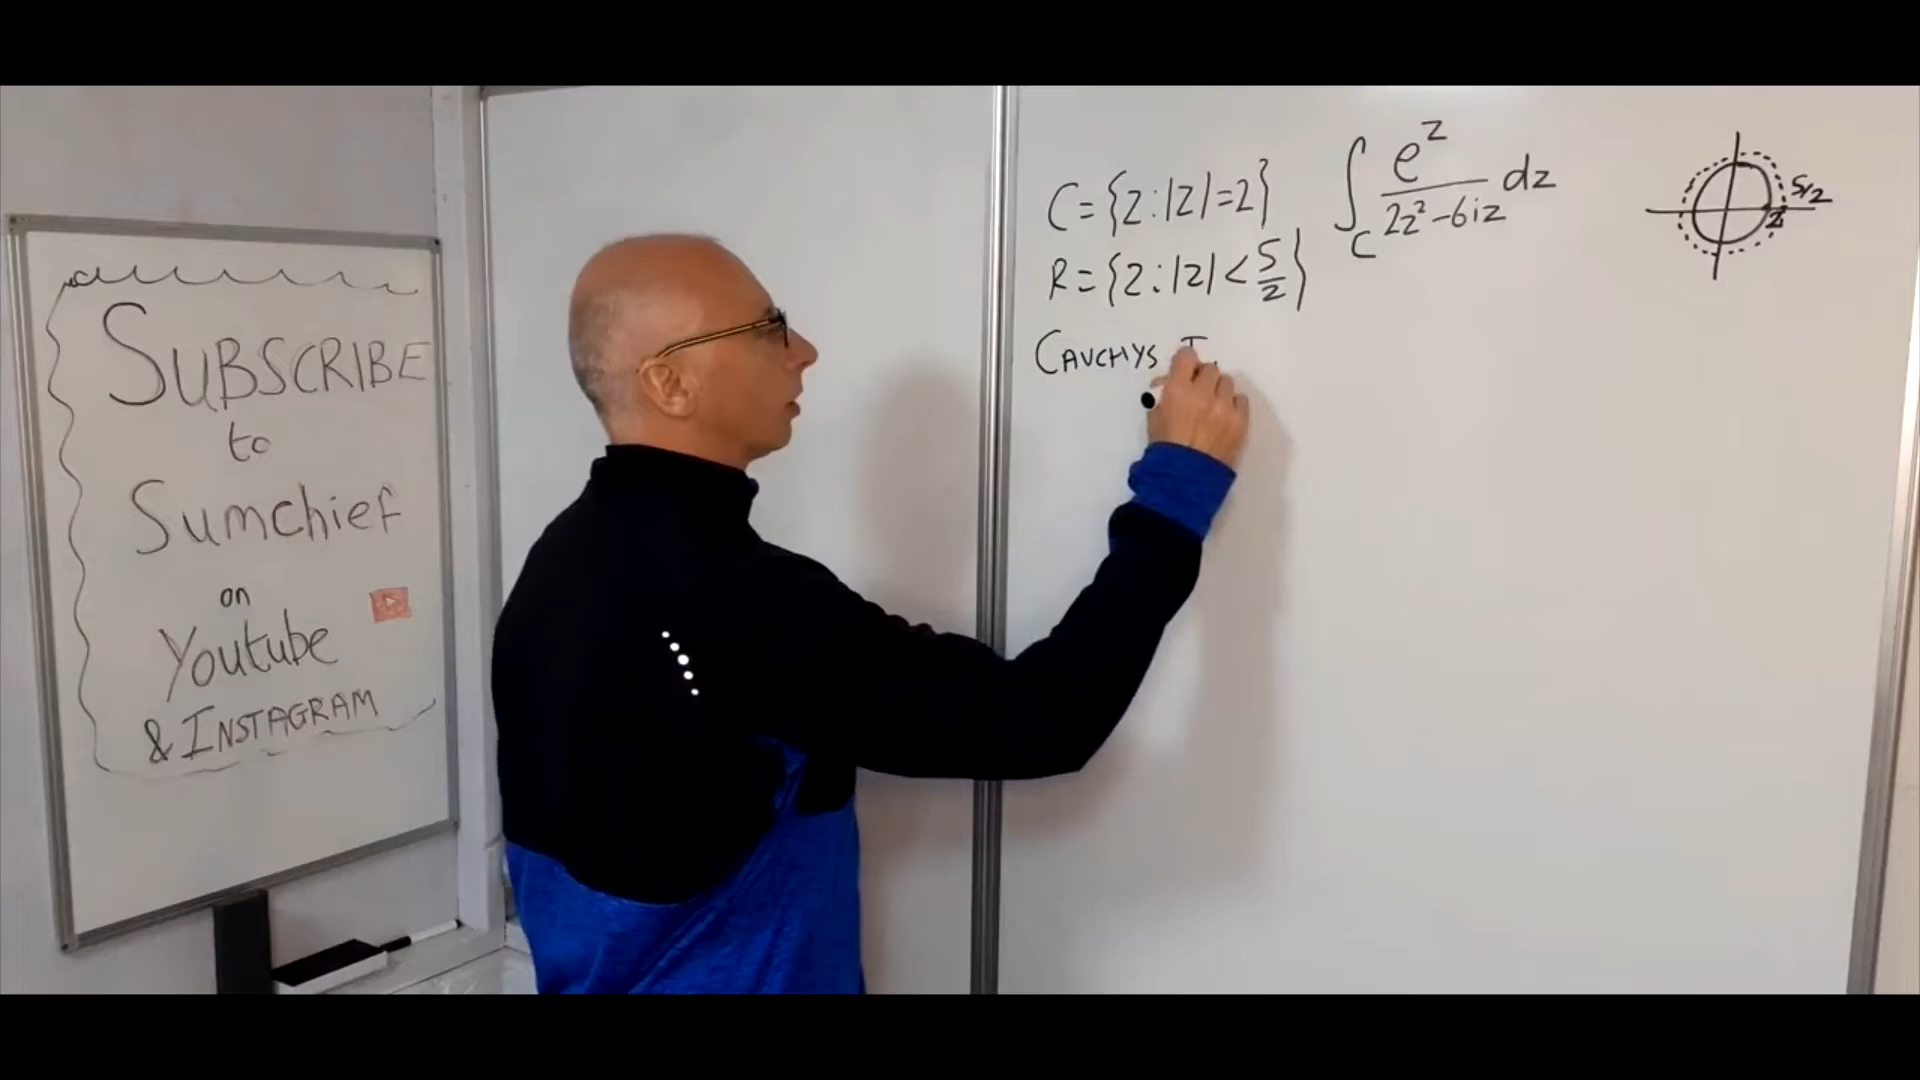 SUBSCRIBE
to
Sumchief
on
Youtube
& INSTAGRAM
C = {z : |z| = 2}
R = {z : |z| < 5/2}
∫_C e^z / (2z² - 6iz) dz
5/2
2
CAUCHYS I